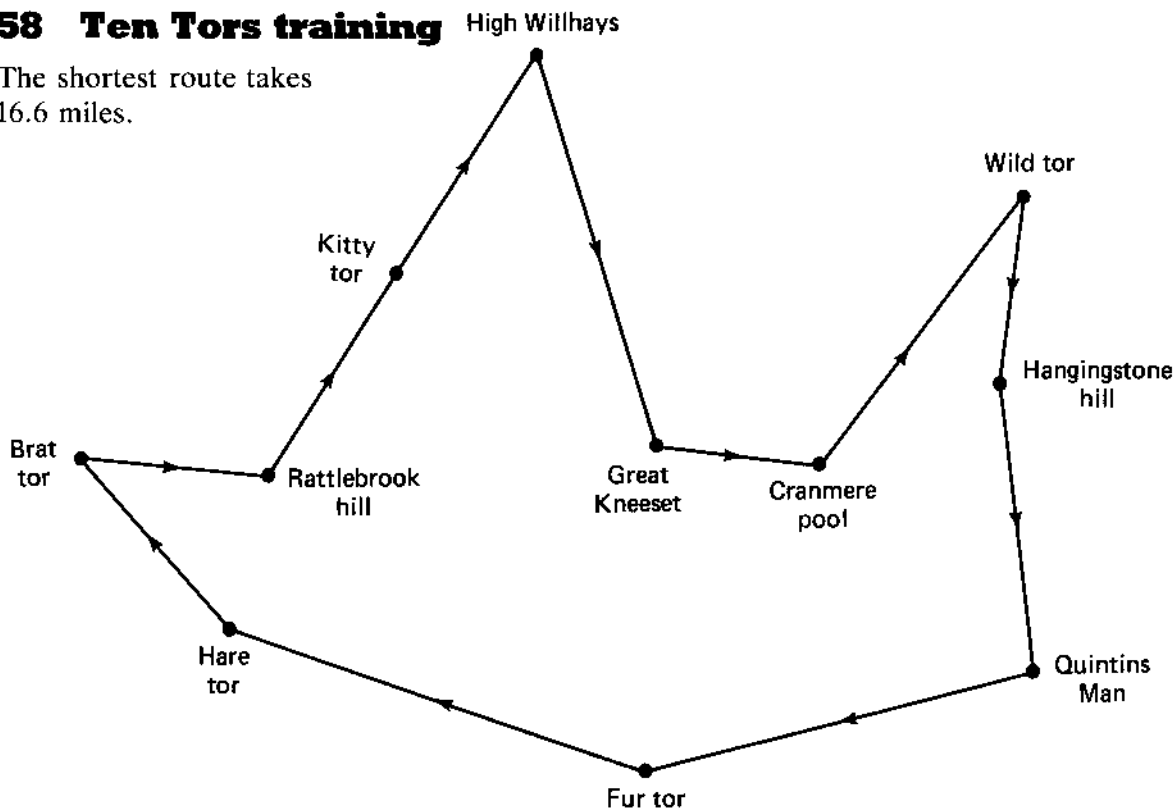 58 Ten Tors training
The shortest route takes
16.6 miles.
High Willhays
Wild tor
Kitty
tor
Hangingstone
hill
Brat
tor
Rattlebrook
hill
Great
Kneeset
Cranmere
pool
Hare
tor
Quintins
Man
Fur tor